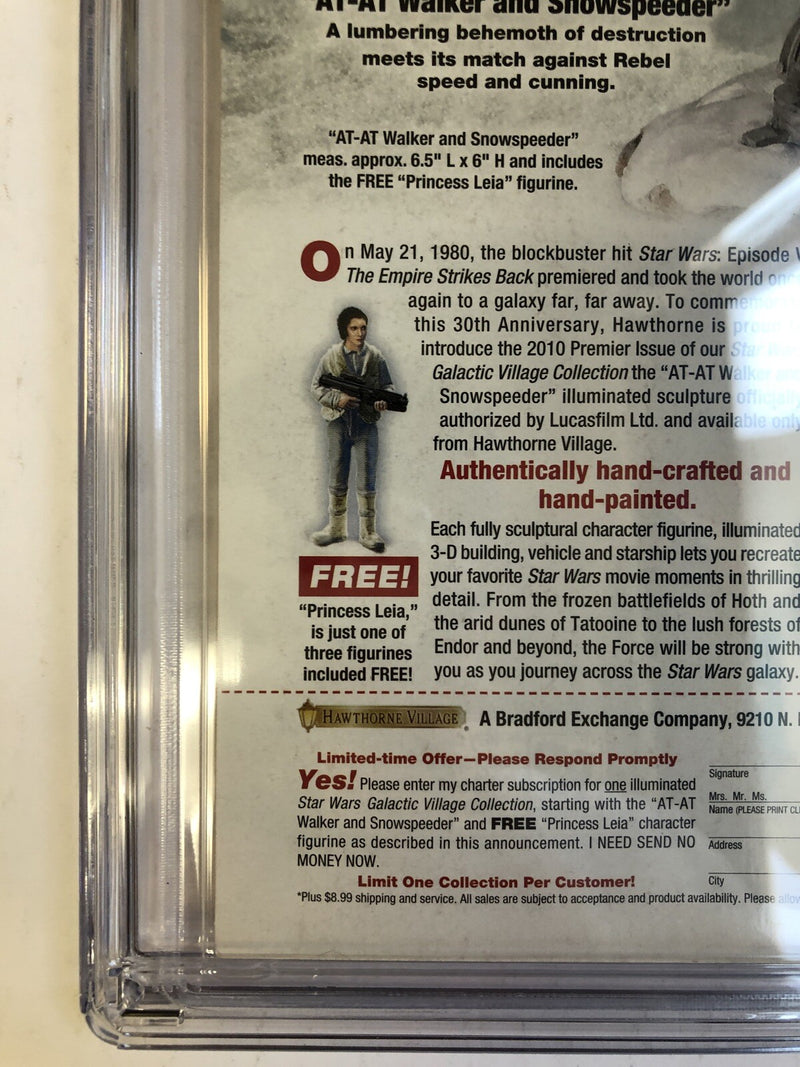 "AT-AT Walker and Snowspeeder"
A lumbering behemoth of destruction
meets its match against Rebel
speed and cunning.
"AT-AT Walker and Snowspeeder"
meas. approx. 6.5" L x 6" H and includes
the FREE "Princess Leia" figurine.
On May 21, 1980, the blockbuster hit Star Wars: Episode
The Empire Strikes Back premiered and took the world
again to a galaxy far, far away. To
this 30th Anniversary, Hawthorne is proud
introduce the 2010 Premier Issue of our Star
Galactic Village Collection the "AT-AT Walker
Snowspeeder" illuminated sculpture officially
authorized by Lucasfilm Ltd. and available only
from Hawthorne Village.
Authentically hand-crafted and
hand-painted.
Each fully sculptural character figurine, illuminated
3-D building, vehicle and starship lets you recreate
your favorite Star Wars movie moments in thrilling
detail. From the frozen battlefields of Hoth and
the arid dunes of Tatooine to the lush forests of
Endor and beyond, the Force will be strong with
you as you journey across the Star Wars galaxy.
FREE!
"Princess Leia,"
is just one of
three figurines
included FREE!
HAWTHORNE VILLAGE. A Bradford Exchange Company, 9210 N.
Limited-time Offer—Please Respond Promptly
Yes! Please enter my charter subscription for one illuminated
Star Wars Galactic Village Collection, starting with the "AT-AT
Walker and Snowspeeder" and FREE "Princess Leia" character
figurine as described in this announcement. I NEED SEND NO
MONEY NOW.
Limit One Collection Per Customer!
*Plus $8.99 shipping and service. All sales are subject to acceptance and product availability. Please allow
Signature
Mrs. Mr. Ms.
Name (PLEASE PRINT
Address
City